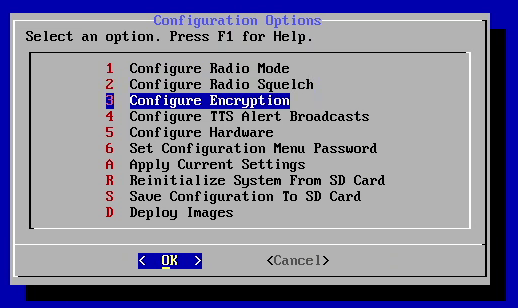 Configuration Options
Select an option. Press F1 for Help.
1 Configure Radio Mode
2 Configure Radio Squelch
3 Configure Encryption
4 Configure TTS Alert Broadcasts
5 Configure Hardware
6 Set Configuration Menu Password
A Apply Current Settings
R Reinitialize System From SD Card
S Save Configuration To SD Card
D Deploy Images
< OK > <Cancel>